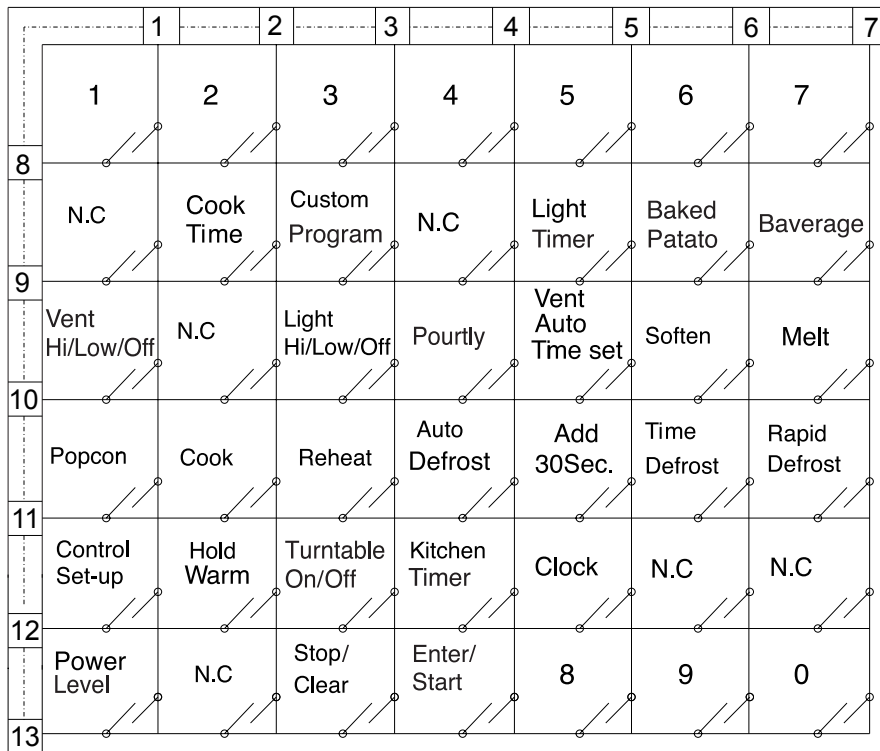 1 2 3 4 5 6 7
1 2 3 4 5 6 7
8
N.C Cook Time Custom Program N.C Light Timer Baked Patato Baverage
9
Vent Hi/Low/Off N.C Light Hi/Low/Off Pourtly Vent Auto Time set Soften Melt
10
Popcon Cook Reheat Auto Defrost Add 30Sec. Time Defrost Rapid Defrost
11
Control Set-up Hold Warm Turntable On/Off Kitchen Timer Clock N.C N.C
12
Power Level N.C Stop/ Clear Enter/ Start 8 9 0
13